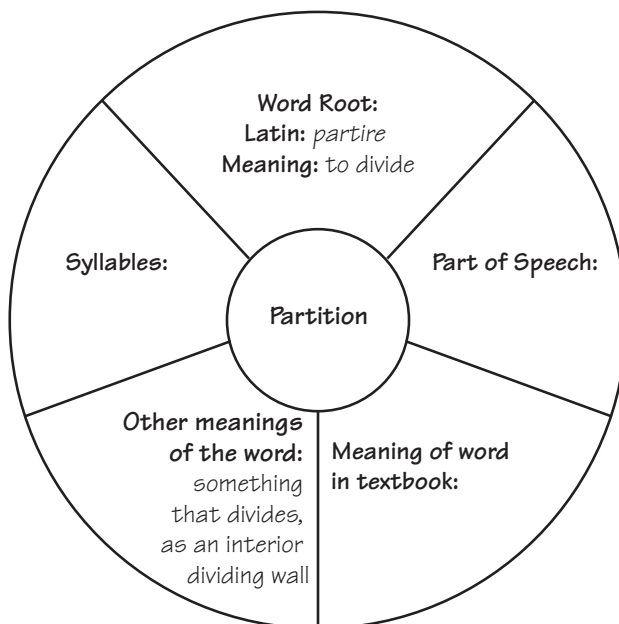 Word Root:
Latin: partire
Meaning: to divide
Syllables:
Part of Speech:
Partition
Other meanings
of the word:
something
that divides,
as an interior
dividing wall
Meaning of word
in textbook: